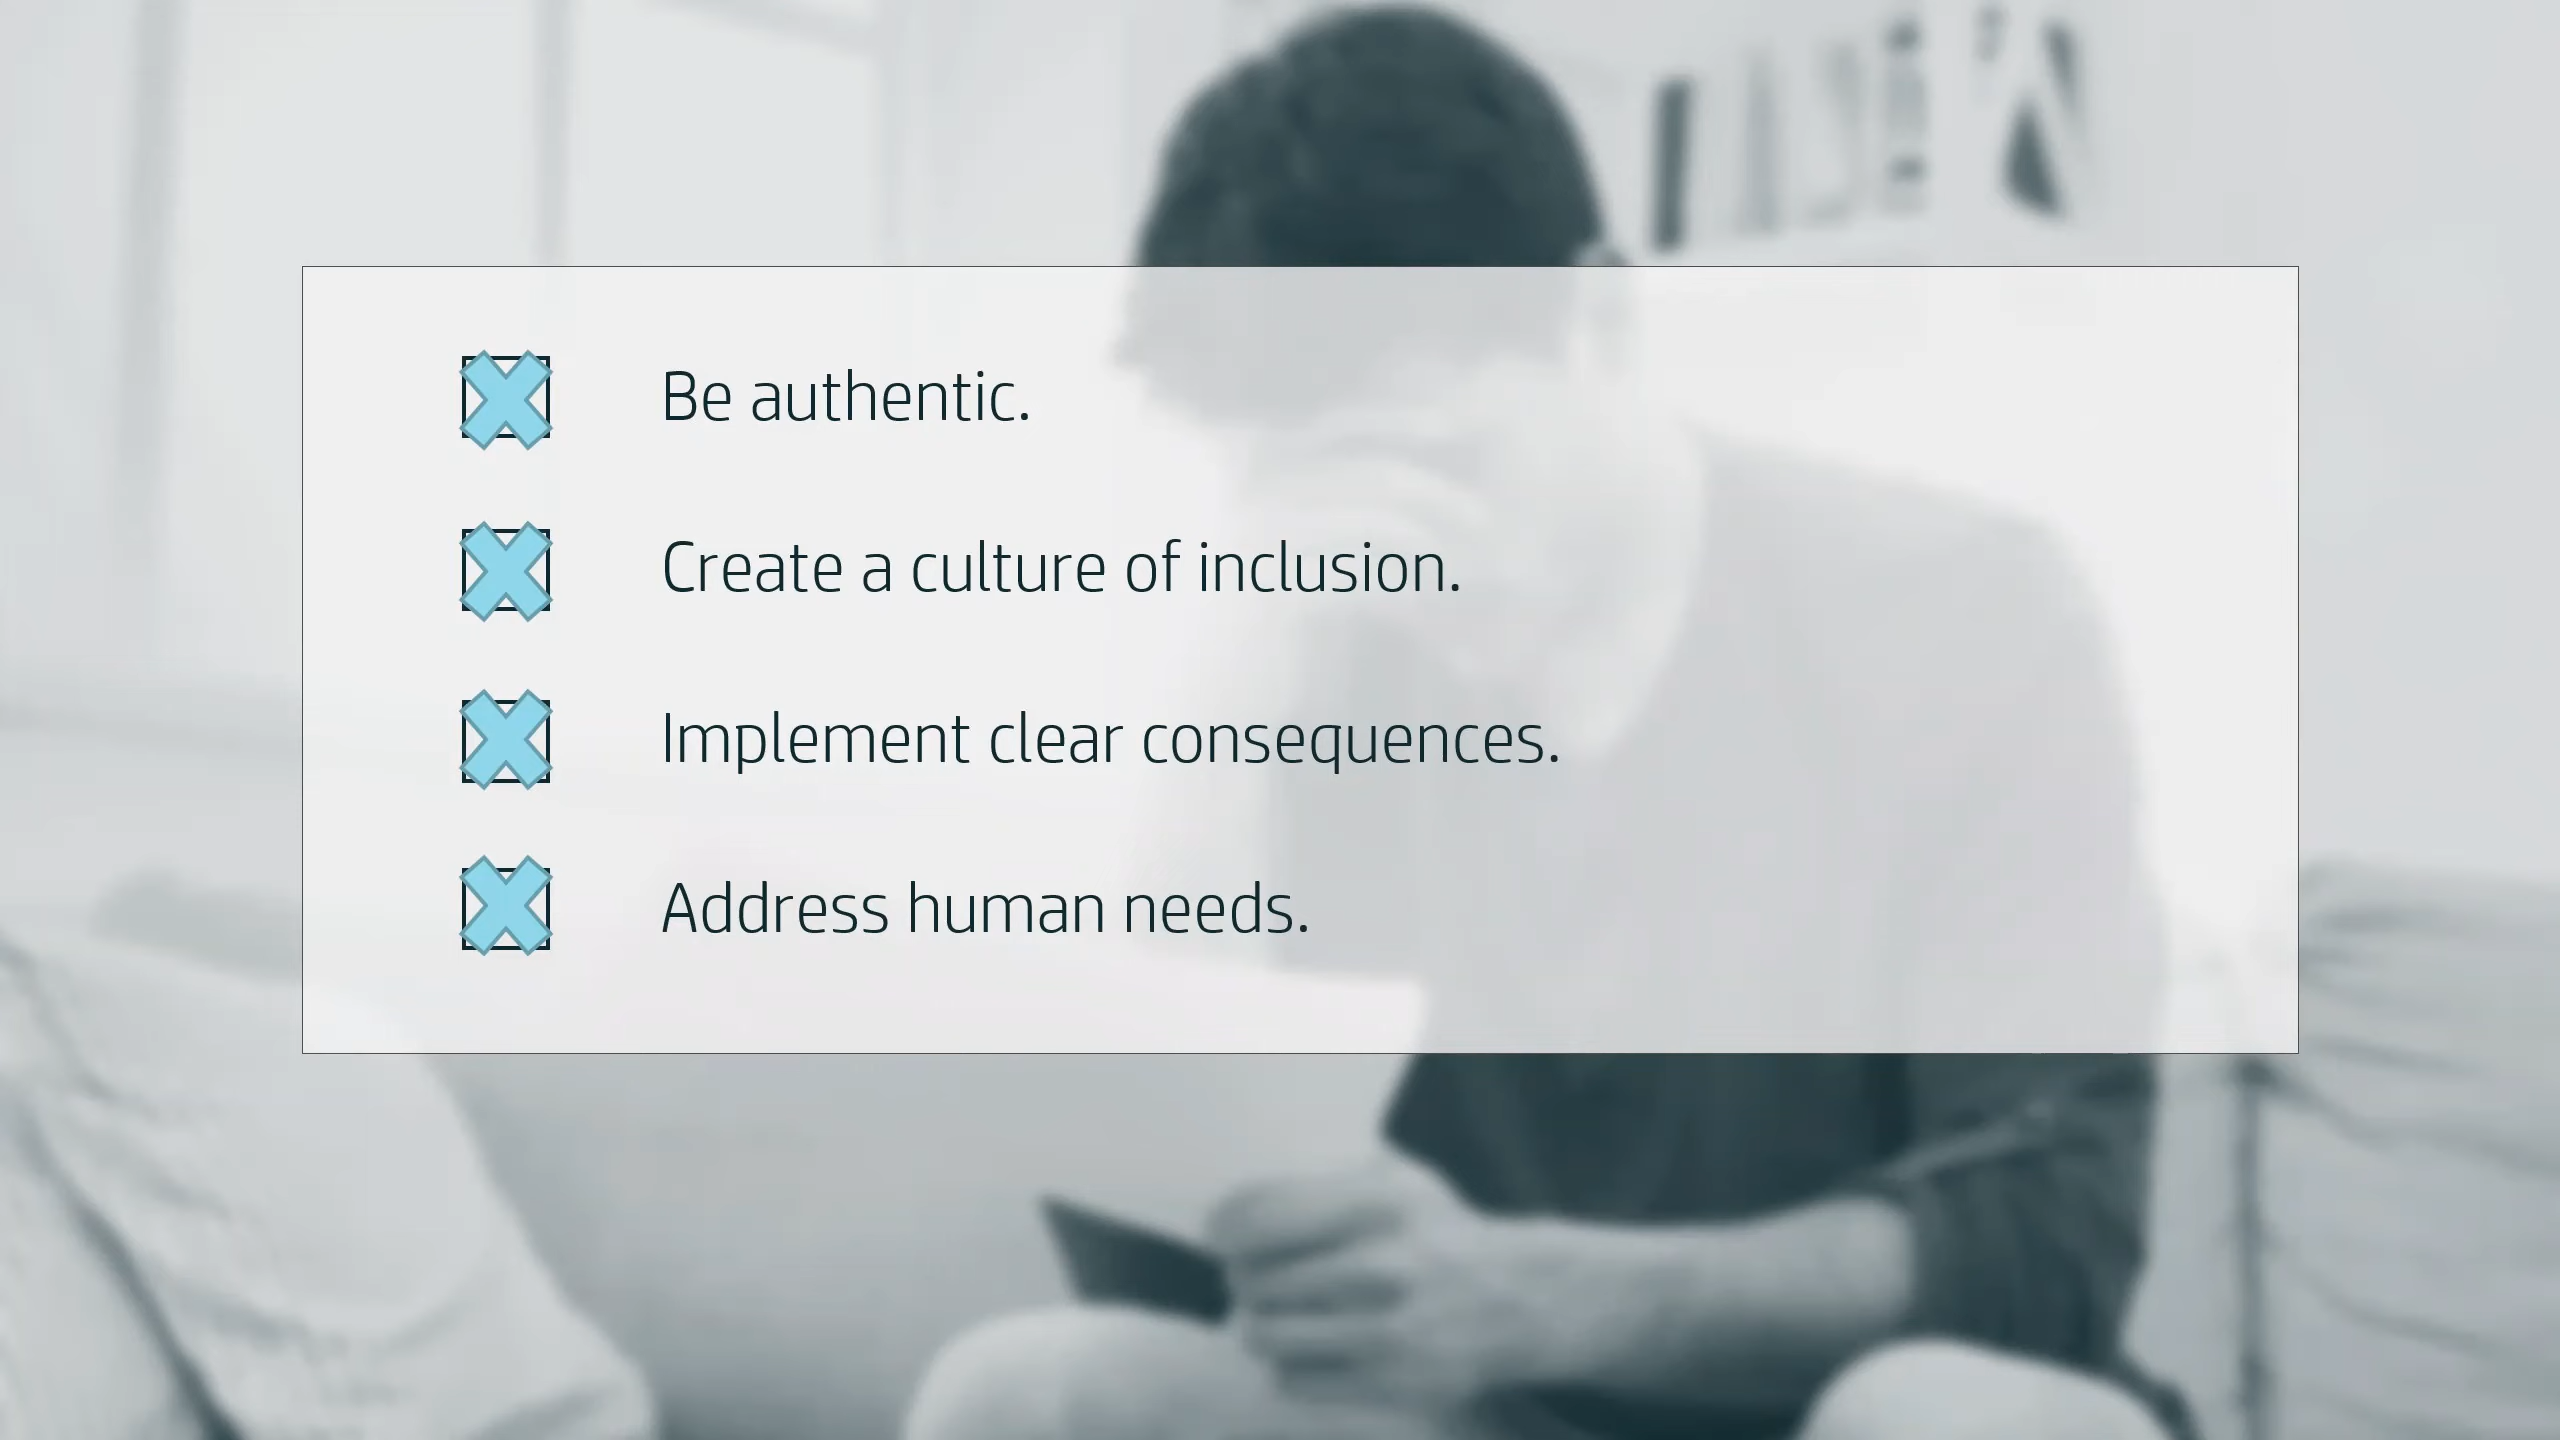 Be authentic.
Create a culture of inclusion.
Implement clear consequences.
Address human needs.